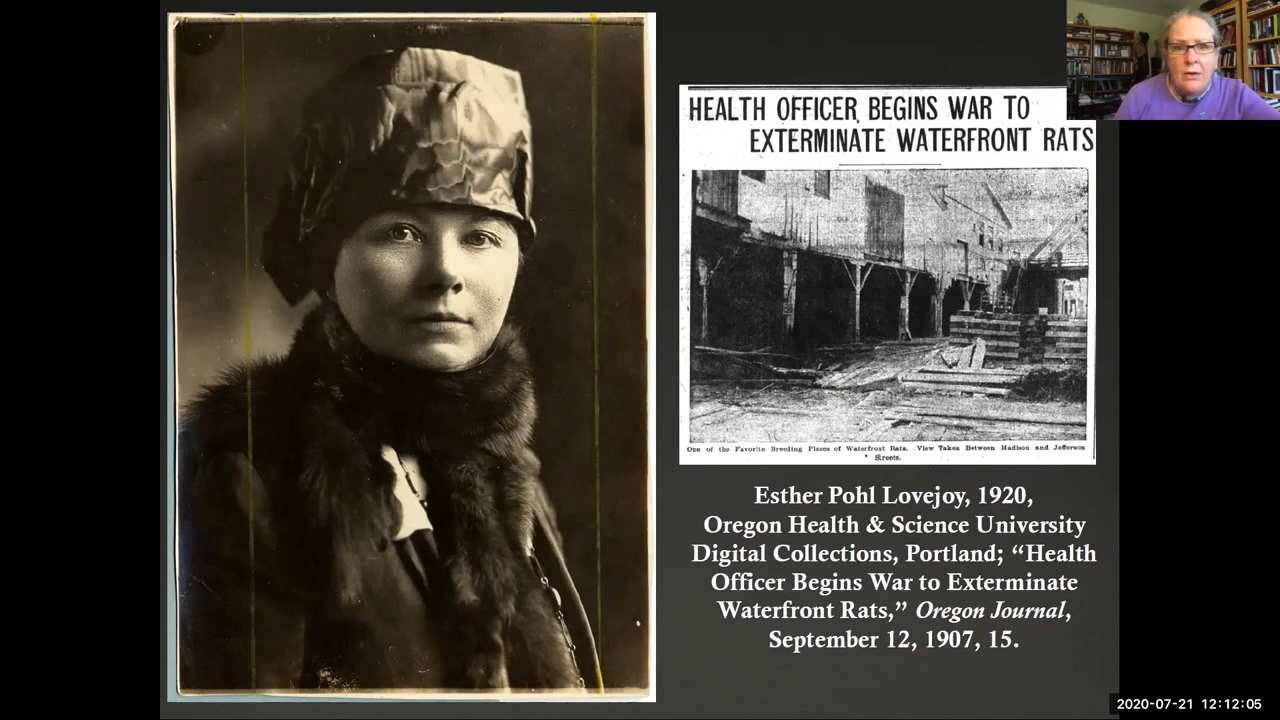 HEALTH OFFICER BEGINS WAR TO
EXTERMINATE WATERFRONT RATS
One of the Favorite Breeding Places of Waterfront Rats. View Taken Between Madison and Jefferson
Streets.
Esther Pohl Lovejoy, 1920,
Oregon Health & Science University
Digital Collections, Portland; “Health
Officer Begins War to Exterminate
Waterfront Rats,” Oregon Journal,
September 12, 1907, 15.
2020-07-21 12:12:05